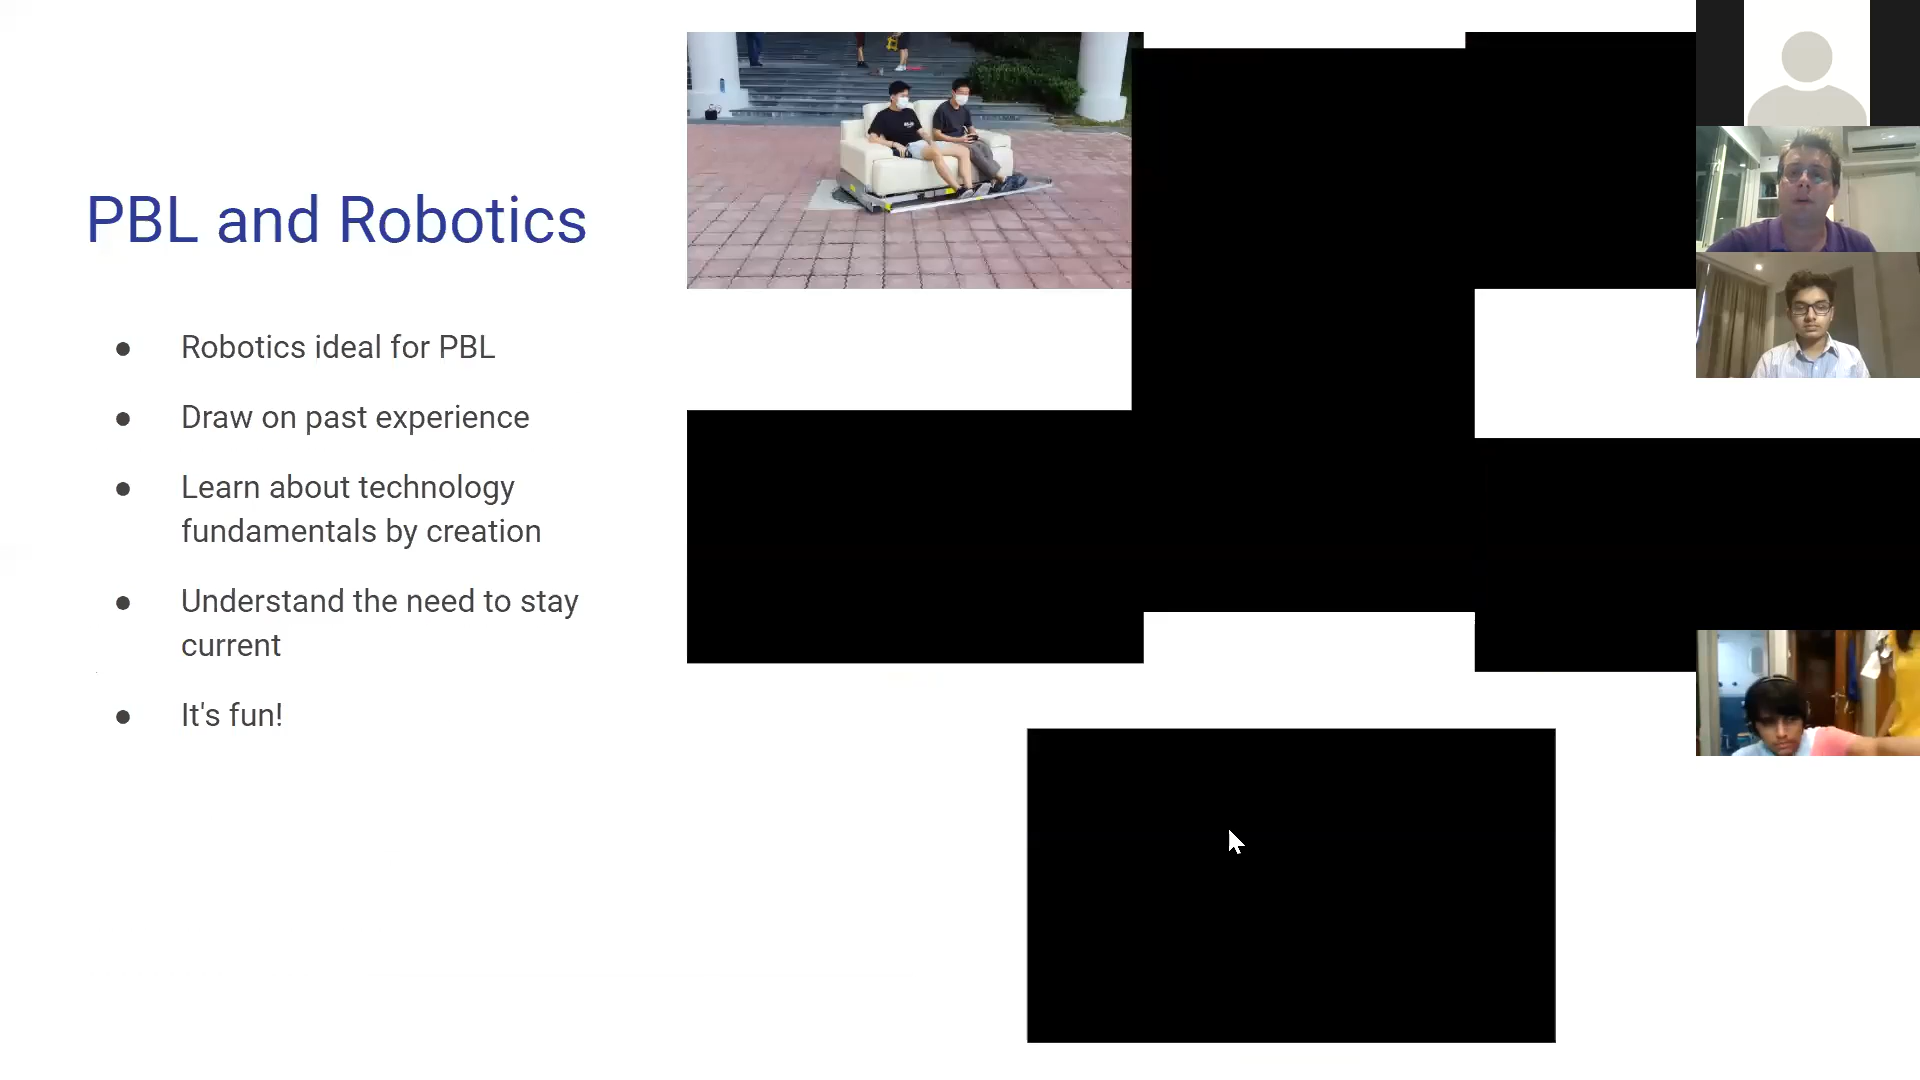 PBL and Robotics
● Robotics ideal for PBL
● Draw on past experience
● Learn about technology
fundamentals by creation
● Understand the need to stay
current
● It's fun!